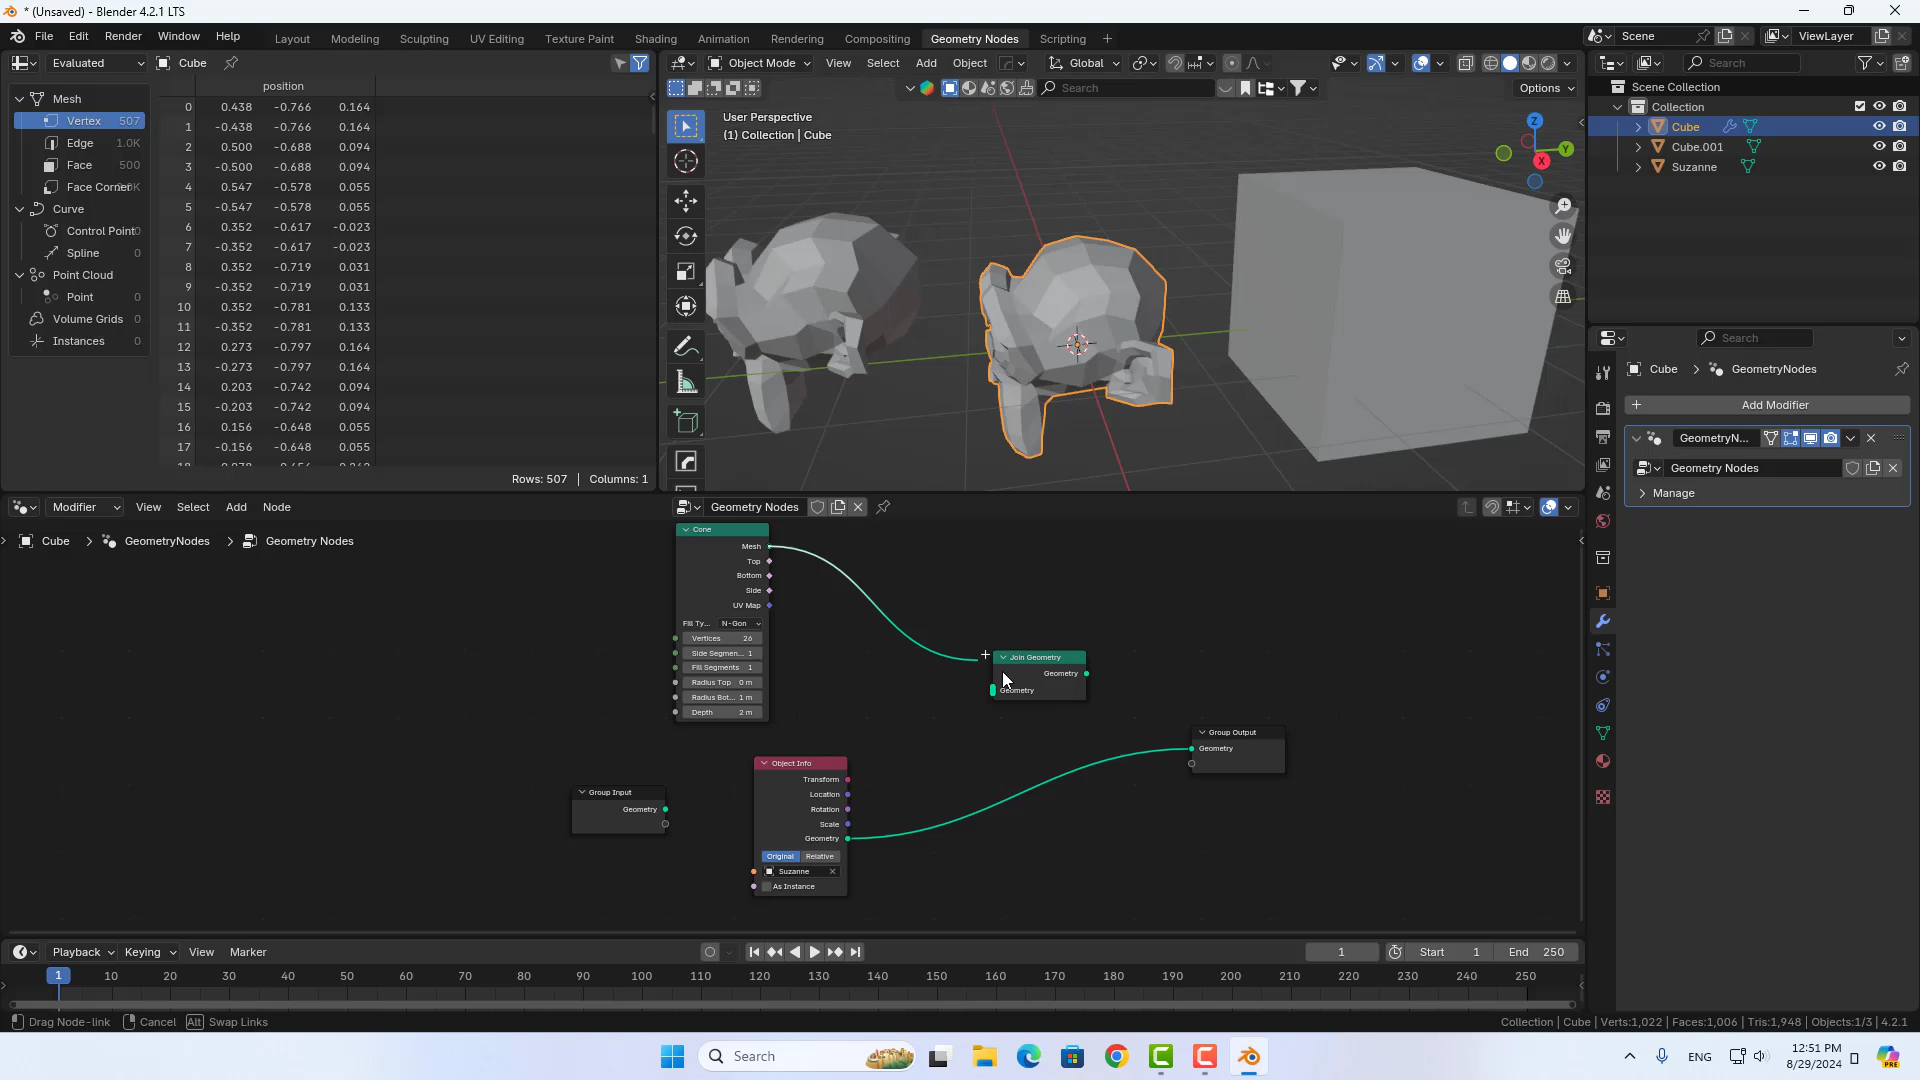 * (Unsaved) - Blender 4.2.1 LTS
File Edit Render Window Help Layout Modeling Sculpting UV Editing Texture Paint Shading Animation Rendering Compositing Geometry Nodes Scripting + Scene ViewLayer
Evaluated Cube
Object Mode View Select Add Object Global
Search
Search
Options
position
Mesh
Vertex 507
Edge 1.0K
Face 500
Face Corner
Curve
Control Point 0
Spline 0
Point Cloud
Point 0
Volume Grids 0
Instances 0
0 0.438 -0.766 0.164
1 -0.438 -0.766 0.164
2 0.500 -0.688 0.094
3 -0.500 -0.688 0.094
4 0.547 -0.578 0.055
5 -0.547 -0.578 0.055
6 0.352 -0.617 -0.023
7 -0.352 -0.617 -0.023
8 0.352 -0.719 0.031
9 -0.352 -0.719 0.031
10 0.352 -0.781 0.133
11 -0.352 -0.781 0.133
12 0.273 -0.797 0.164
13 -0.273 -0.797 0.164
14 0.203 -0.742 0.094
15 -0.203 -0.742 0.094
16 0.156 -0.648 0.055
17 -0.156 -0.648 0.055
Rows: 507 | Columns: 1
User Perspective
(1) Collection | Cube
Z
Y
X
Scene Collection
Collection
Cube
Cube.001
Suzanne
Search
Cube > GeometryNodes
+ Add Modifier
GeometryN...
Geometry Nodes
Manage
Modifier View Select Add Node Geometry Nodes
Cube > GeometryNodes > Geometry Nodes
Cone
Mesh
Top
Bottom
Side
UV Map
Fill Ty... N-Gon
Vertices 26
Side Segmen... 1
Fill Segments 1
Radius Top 0 m
Radius Bot... 1 m
Depth 2 m
Join Geometry
Geometry
Geometry
Group Output
Geometry
Group Input
Geometry
Object Info
Transform
Location
Rotation
Scale
Geometry
Original Relative
Suzanne
As Instance
Playback Keying View Marker 1 Start 1 End 250
1 10 20 30 40 50 60 70 80 90 100 110 120 130 140 150 160 170 180 190 200 210 220 230 240 250
Drag Node-link Cancel Alt Swap Links
Collection | Cube | Verts:1,022 | Faces:1,006 | Tris:1,948 | Objects:1/3 | 4.2.1
Search
ENG
12:51 PM
8/29/2024
PRE